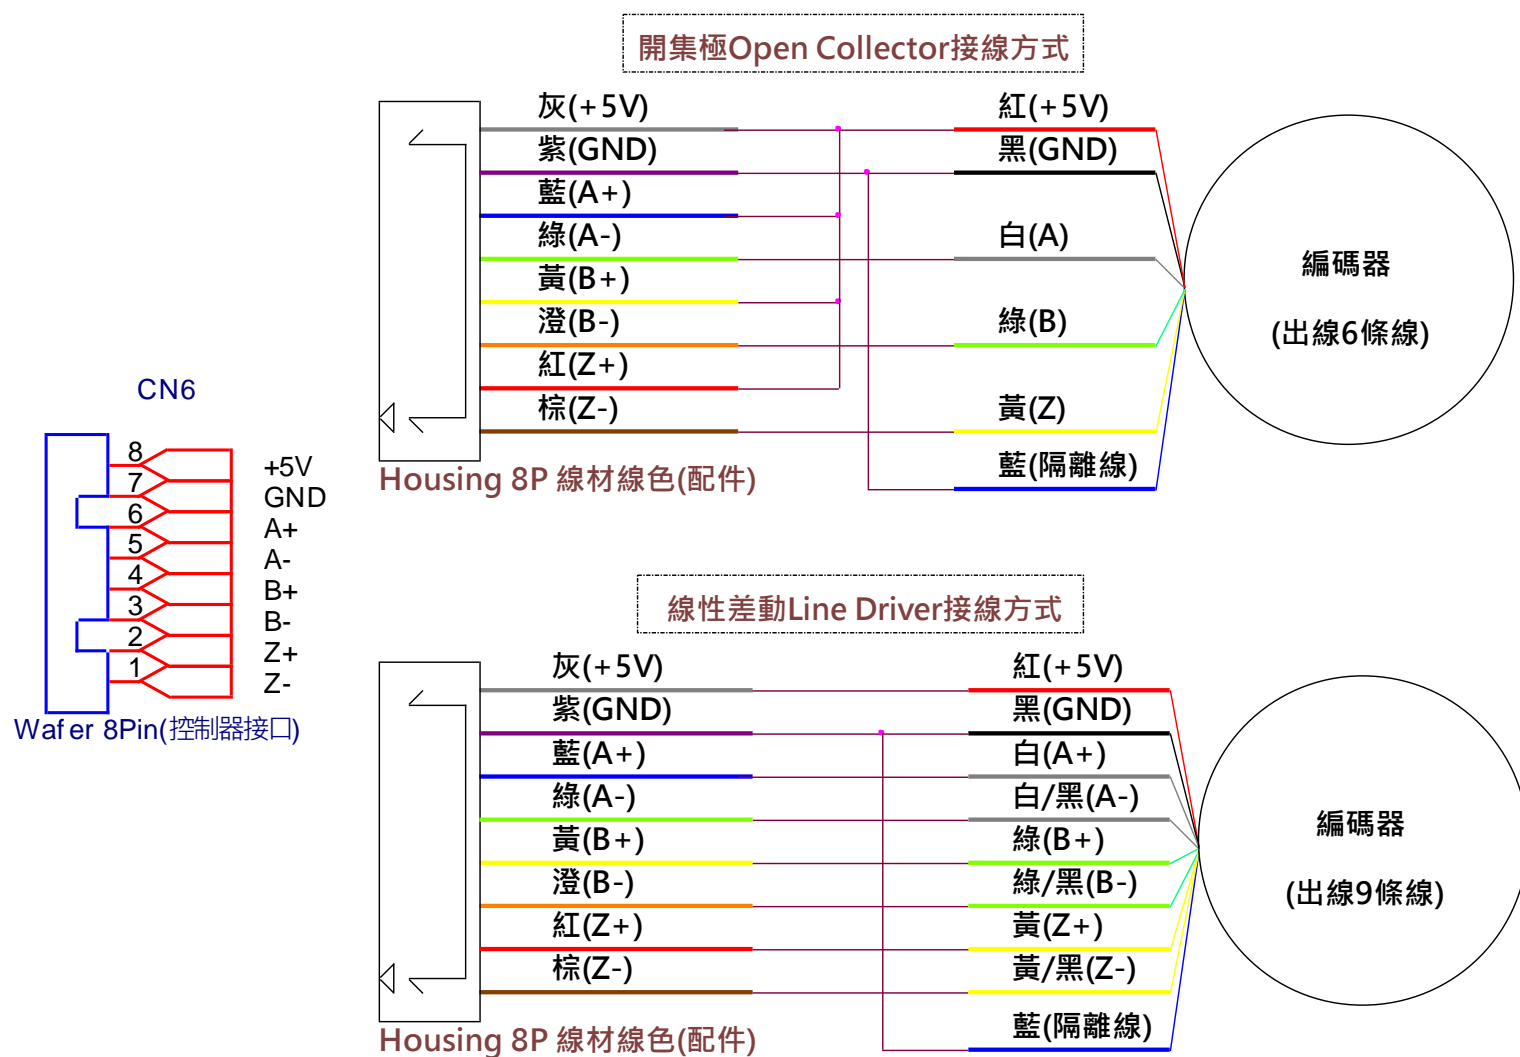 開集極Open Collector接線方式
灰(+5V)
紫(GND)
藍(A+)
綠(A-)
黃(B+)
澄(B-)
紅(Z+)
棕(Z-)
Housing 8P 線材線色(配件)
紅(+5V)
黑(GND)
白(A)
綠(B)
黃(Z)
藍(隔離線)
編碼器
(出線6條線)
CN6
8 +5V
7 GND
6 A+
5 A-
4 B+
3 B-
2 Z+
1 Z-
Wafer 8Pin(控制器接口)
線性差動Line Driver接線方式
灰(+5V)
紫(GND)
藍(A+)
綠(A-)
黃(B+)
澄(B-)
紅(Z+)
棕(Z-)
Housing 8P 線材線色(配件)
紅(+5V)
黑(GND)
白(A+)
白/黑(A-)
綠(B+)
綠/黑(B-)
黃(Z+)
黃/黑(Z-)
藍(隔離線)
編碼器
(出線9條線)